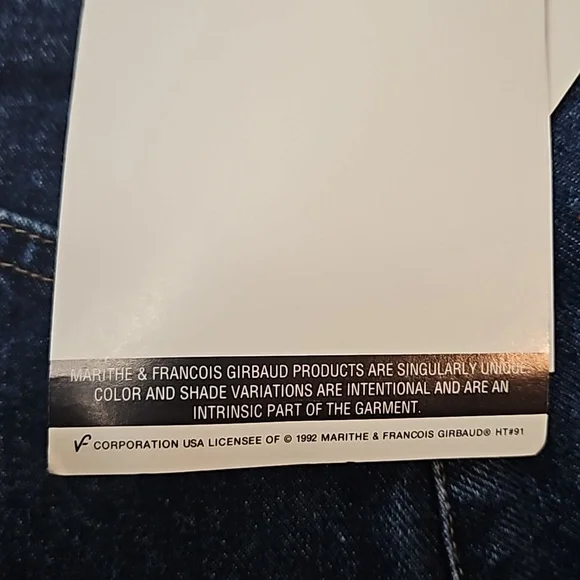 MARITHE & FRANCOIS GIRBAUD PRODUCTS ARE SINGULARLY UNIQUE.
COLOR AND SHADE VARIATIONS ARE INTENTIONAL AND ARE AN
INTRINSIC PART OF THE GARMENT.
VF CORPORATION USA LICENSEE OF © 1992 MARITHE & FRANCOIS GIRBAUD® HT#91